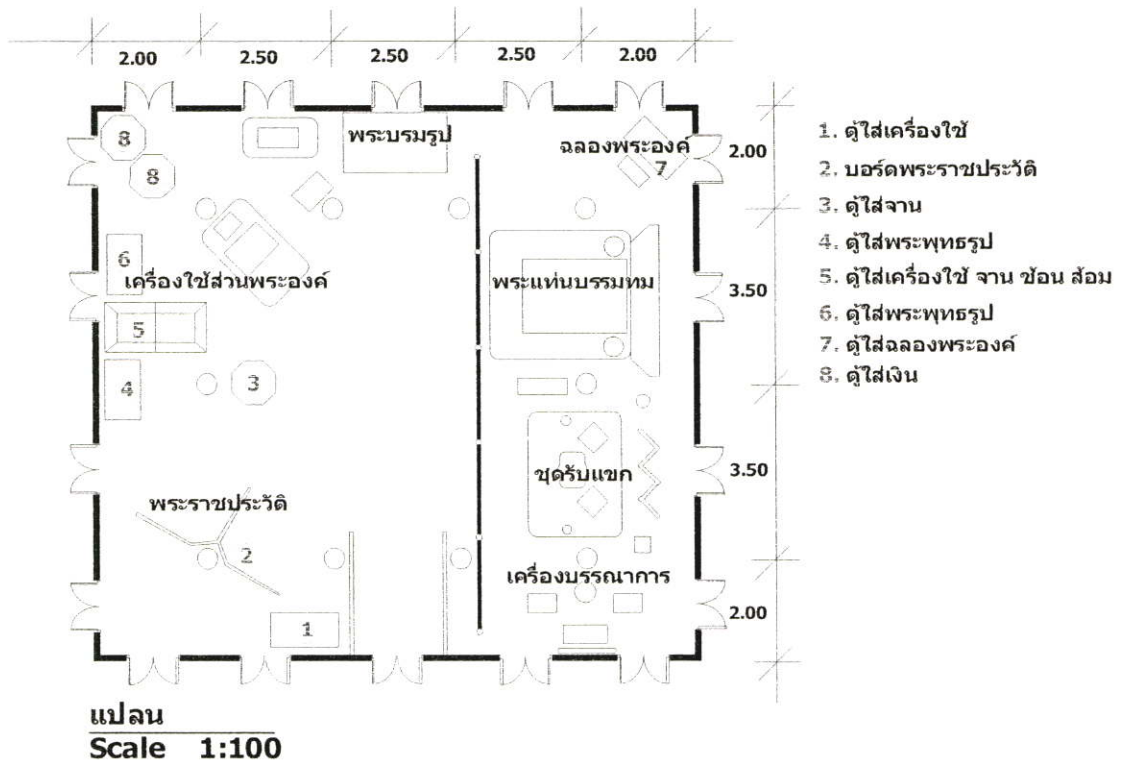 2.00 2.50 2.50 2.50 2.00
8
พระบรมรูป
ฉลองพระองค์
7
8
2.00
6
เครื่องใช้ส่วนพระองค์
พระแท่นบรรมทม
3.50
5
4
3
ชุดรับแขก
3.50
พระราชประวัติ
2
เครื่องบรรณาการ
2.00
1
1. ตู้ใส่เครื่องใช้
2. บอร์ดพระราชประวัติ
3. ตู้ใส่จาน
4. ตู้ใส่พระพุทธรูป
5. ตู้ใส่เครื่องใช้ จาน ช้อน ส้อม
6. ตู้ใส่พระพุทธรูป
7. ตู้ใส่ฉลองพระองค์
8. ตู้ใส่เงิน
แปลน
Scale 1:100